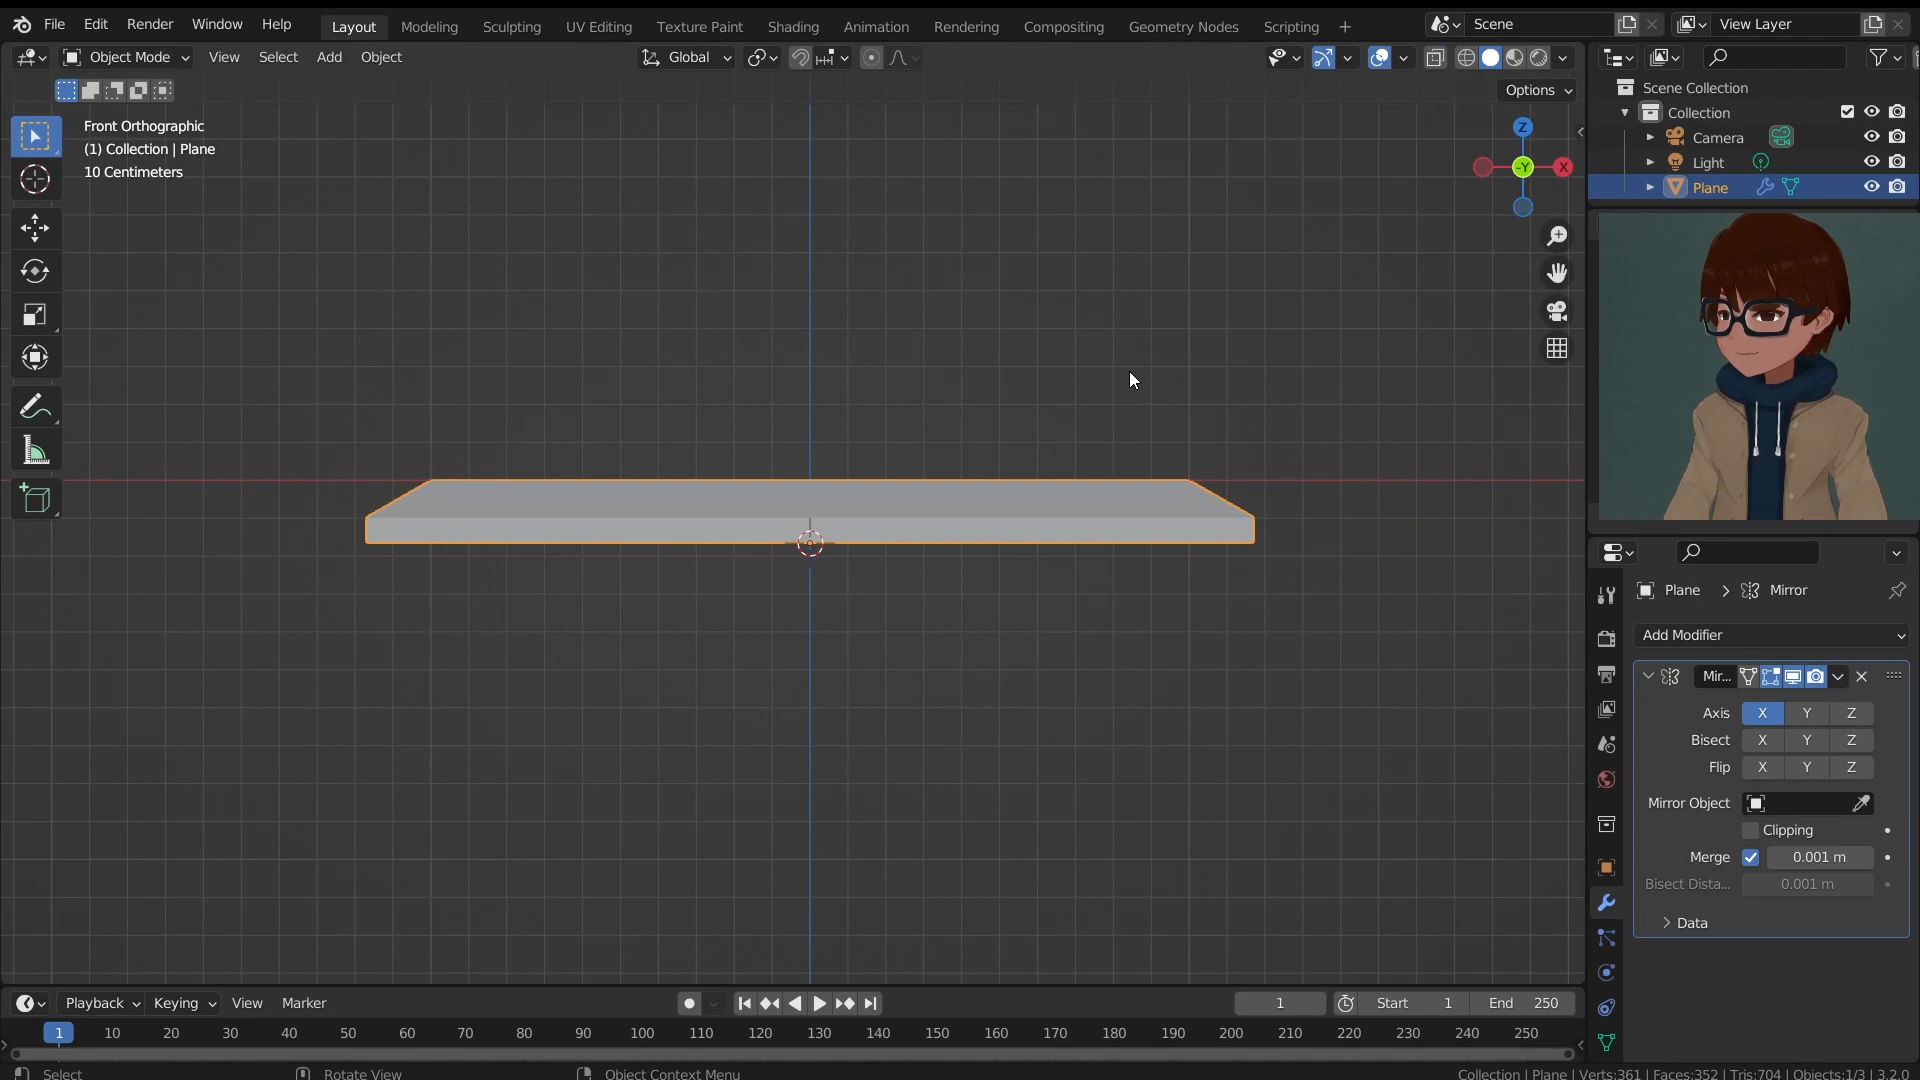 File Edit Render Window Help Layout Modeling Sculpting UV Editing Texture Paint Shading Animation Rendering Compositing Geometry Nodes Scripting + Scene View Layer
Object Mode View Select Add Object Global
Options
Front Orthographic
(1) Collection | Plane
10 Centimeters
Z
-Y X
Scene Collection
Collection
Camera
Light
Plane
Plane > Mirror
Add Modifier
Mir...
Axis X Y Z
Bisect X Y Z
Flip X Y Z
Mirror Object
Clipping
Merge 0.001 m
Bisect Dista... 0.001 m
Data
Playback Keying View Marker 1 Start 1 End 250
1 10 20 30 40 50 60 70 80 90 100 110 120 130 140 150 160 170 180 190 200 210 220 230 240 250
Select Rotate View Object Context Menu Collection | Plane | Verts:361 | Faces:352 | Tris:704 | Objects:1/3 | 3.2.0